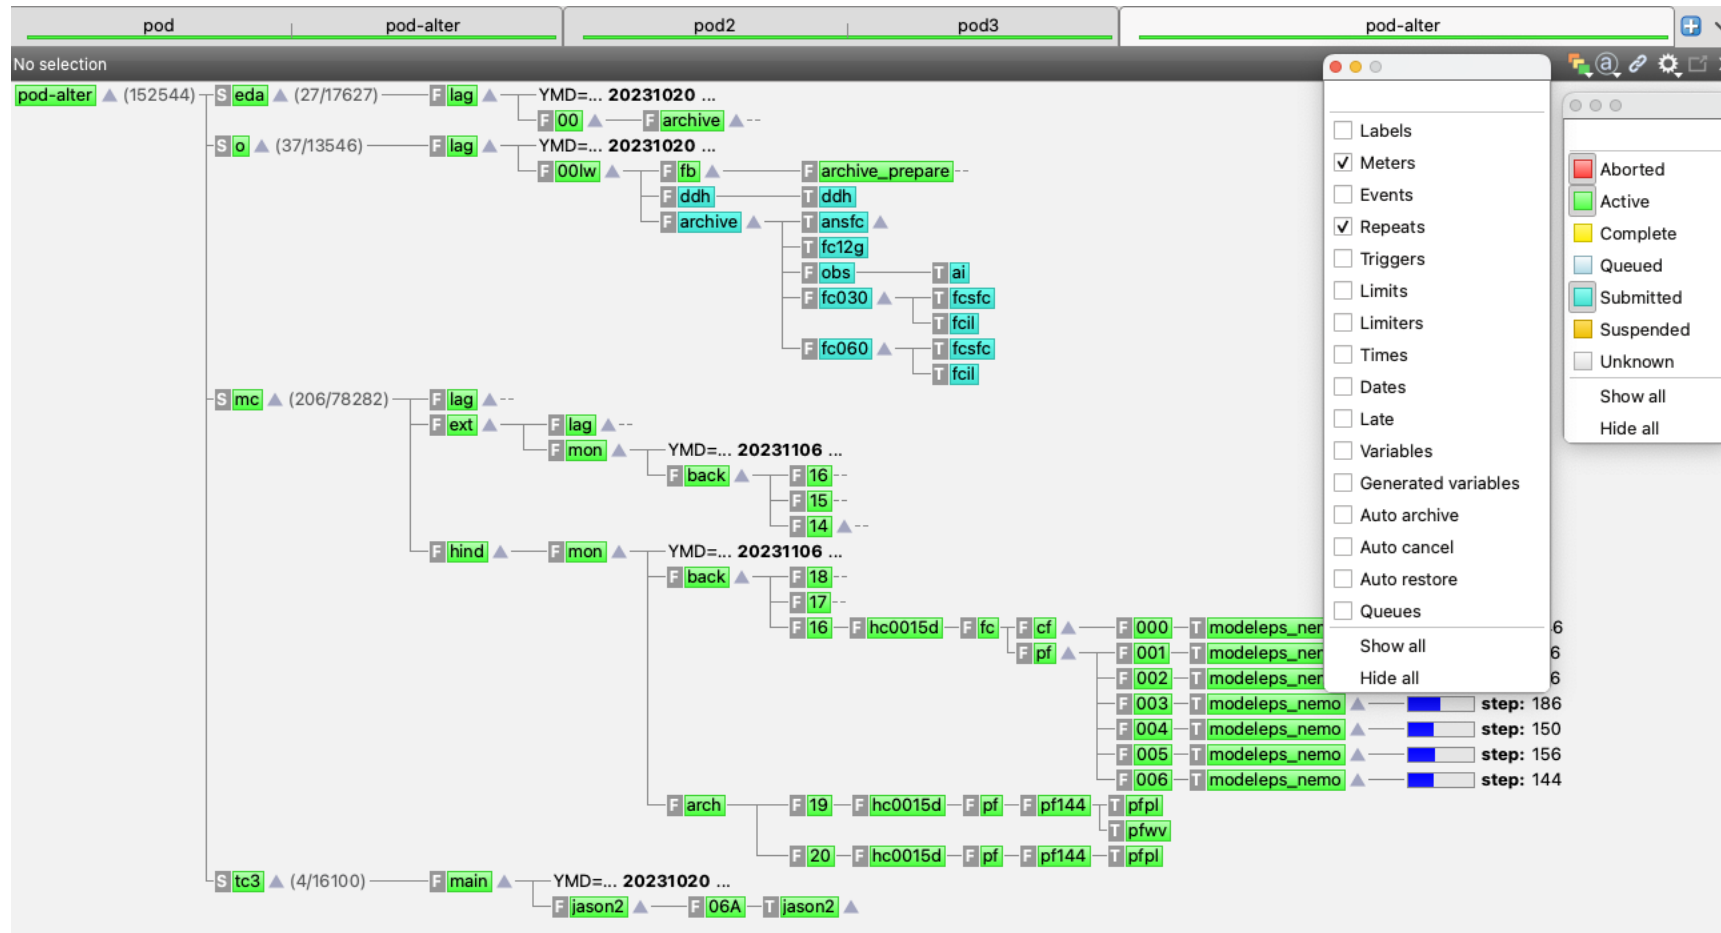 pod pod-alter pod2 pod3 pod-alter
No selection
pod-alter (152544) S eda (27/17627) F lag YMD=... 20231020 ...
F 00 F archive --
S o (37/13546) F lag YMD=... 20231020 ...
F 00lw F fb F archive_prepare --
F ddh T ddh
F archive T ansfc
T fc12g
F obs T ai
F fc030 T fcsfc
T fcil
F fc060 T fcsfc
T fcil
S mc (206/78282) F lag --
F ext F lag --
F mon YMD=... 20231106 ...
F back F 16 --
F 15 --
F 14 --
F hind F mon YMD=... 20231106 ...
F back F 18 --
F 17 --
F 16 F hc0015d F fc F cf F 000 T modeleps_ner 6
F pf F 001 T modeleps_ner 6
F 002 T modeleps_ner 6
F 003 T modeleps_nemo step: 186
F 004 T modeleps_nemo step: 150
F 005 T modeleps_nemo step: 156
F 006 T modeleps_nemo step: 144
F arch F 19 F hc0015d F pf F pf144 T pfpl
T pfwv
F 20 F hc0015d F pf F pf144 T pfpl
S tc3 (4/16100) F main YMD=... 20231020 ...
F jason2 F 06A T jason2
Labels
Meters
Events
Repeats
Triggers
Limits
Limiters
Times
Dates
Late
Variables
Generated variables
Auto archive
Auto cancel
Auto restore
Queues
Show all
Hide all
a
Aborted
Active
Complete
Queued
Submitted
Suspended
Unknown
Show all
Hide all